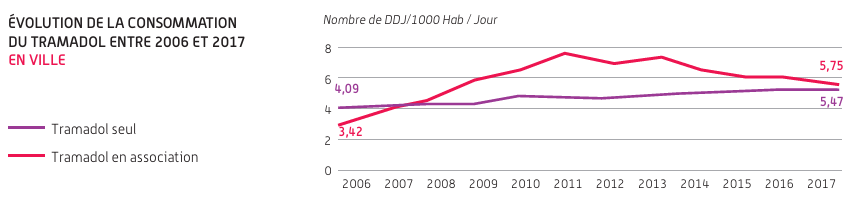 ÉVOLUTION DE LA CONSOMMATION
DU TRAMADOL ENTRE 2006 ET 2017
EN VILLE
Tramadol seul
Tramadol en association
Nombre de DDJ/1000 Hab / Jour
8
6
4
2
0
4,09
3,42
5,75
5,47
2006 2007 2008 2009 2010 2011 2012 2013 2014 2015 2016 2017